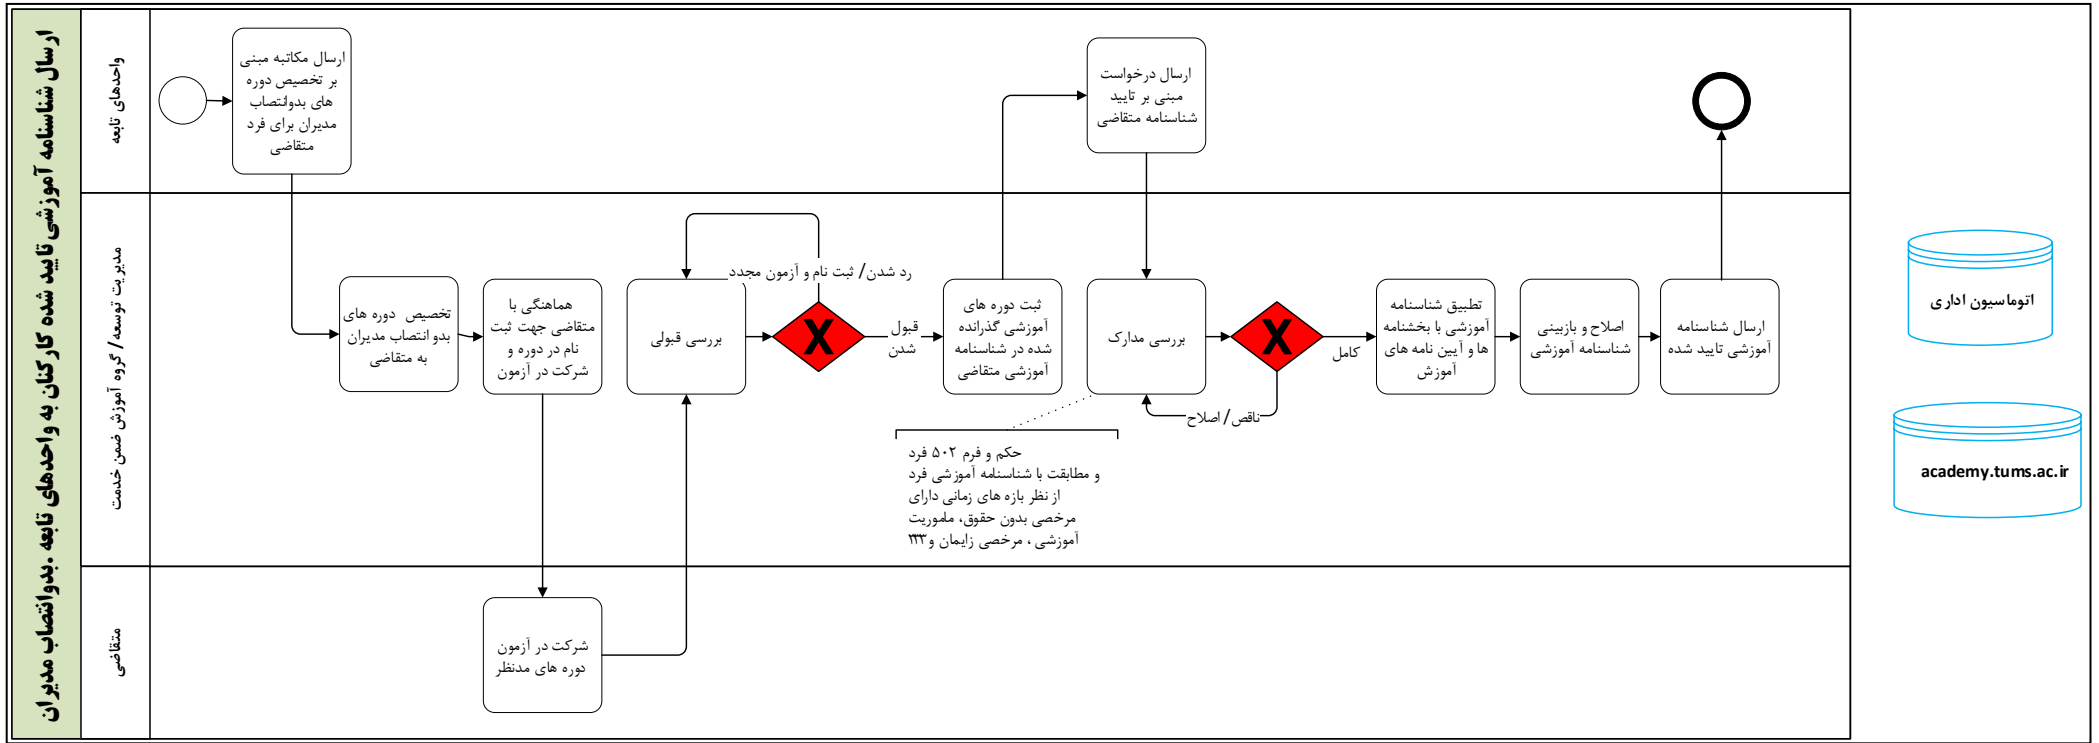 ارسال شناسنامه آموزشی تایید شده کارکنان به واحدهای تابعه .بدوانتصاب مدیران
واحدهای تابعه
ارسال مکاتبه مبنی
بر تخصیص دوره
های بدوانتصاب
مدیران برای فرد
متقاضی
ارسال درخواست
مبنی بر تایید
شناسنامه متقاضی
مدیریت توسعه/ گروه آموزش ضمن خدمت
تخصیص دوره های
بدو انتصاب مدیران
به متقاضی
هماهنگی با
متقاضی جهت ثبت
نام در دوره و
شرکت در آزمون
بررسی قبولی
رد شدن/ ثبت نام و آزمون مجدد
X
قبول
شدن
ثبت دوره های
آموزشی گذرانده
شده در شناسنامه
آموزشی متقاضی
بررسی مدارک
X
کامل
ناقص/ اصلاح
تطبیق شناسنامه
آموزشی با بخشنامه
ها و آیین نامه های
آموزش
اصلاح و بازبینی
شناسنامه آموزشی
ارسال شناسنامه
آموزشی تایید شده
حکم و فرم ۵۰۲ فرد
و مطابقت با شناسنامه آموزشی فرد
از نظر بازه های زمانی دارای
مرخصی بدون حقوق، ماموریت
آموزشی ، مرخصی زایمان و
متقاضی
شرکت در آزمون
دوره های مدنظر
اتوماسیون اداری
academy.tums.ac.ir